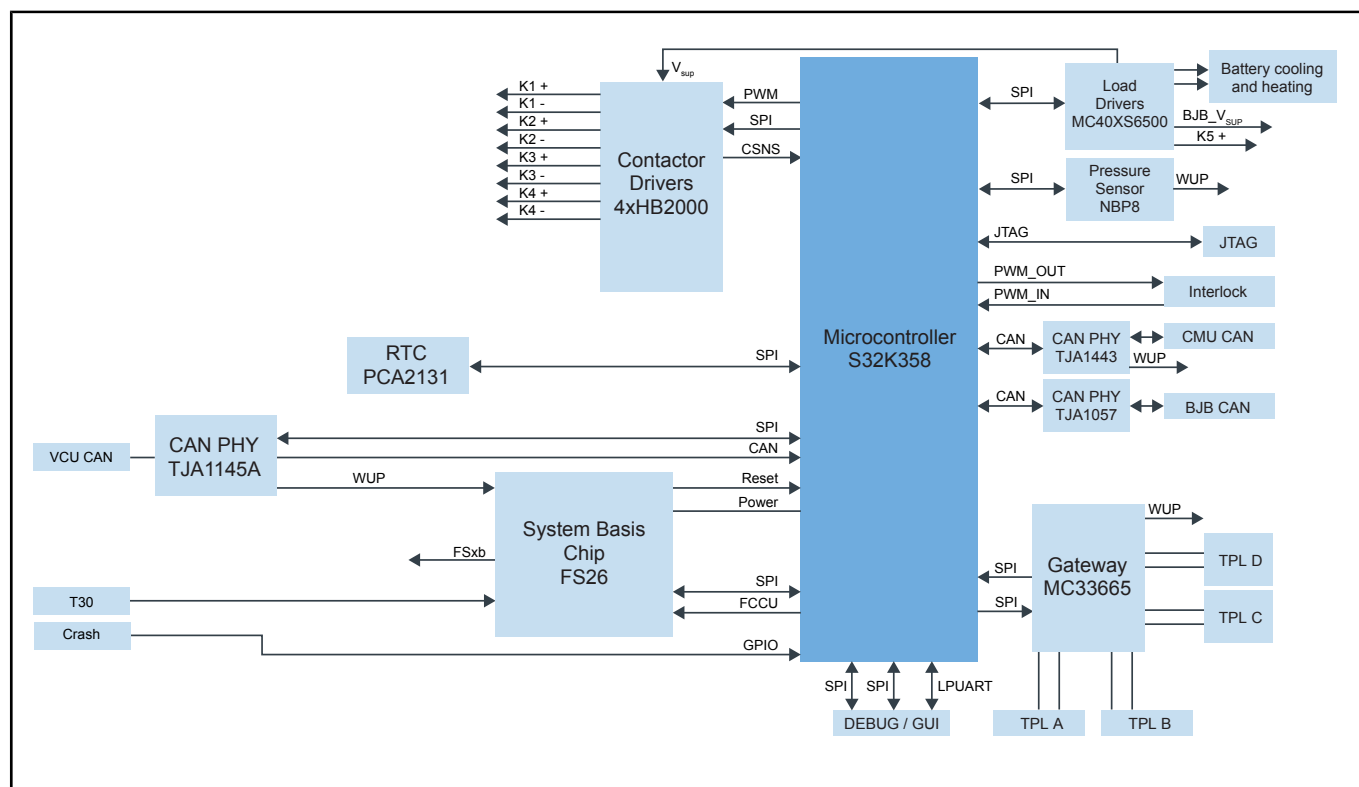 V_sup
K1 +
K1 -
K2 +
K2 -
K3 +
K3 -
K4 +
K4 -
Contactor
Drivers
4xHB2000
PWM
SPI
CSNS
RTC
PCA2131
SPI
VCU CAN
CAN PHY
TJA1145A
SPI
CAN
WUP
Reset
Power
System Basis
Chip
FS26
FSxb
SPI
FCCU
T30
Crash
GPIO
Microcontroller
S32K358
SPI
Load
Drivers
MC40XS6500
Battery cooling
and heating
BJB_V_SUP
K5 +
SPI
Pressure
Sensor
NBP8
WUP
JTAG
JTAG
PWM_OUT
PWM_IN
Interlock
CAN
CAN PHY
TJA1443
CMU CAN
WUP
CAN
CAN PHY
TJA1057
BJB CAN
SPI
SPI
Gateway
MC33665
WUP
TPL D
TPL C
TPL A
TPL B
SPI
SPI
LPUART
DEBUG / GUI